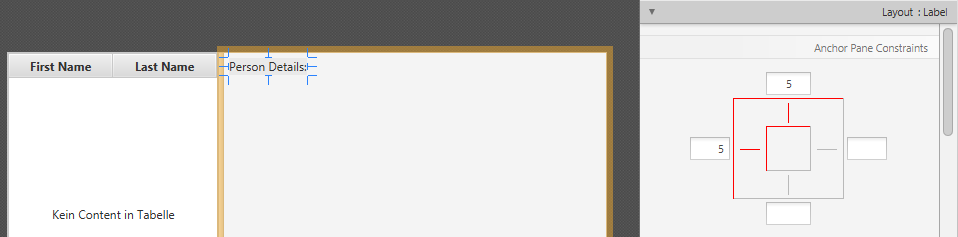 Layout : Label
Anchor Pane Constraints
First Name Last Name
Person Details:
5
5
Kein Content in Tabelle